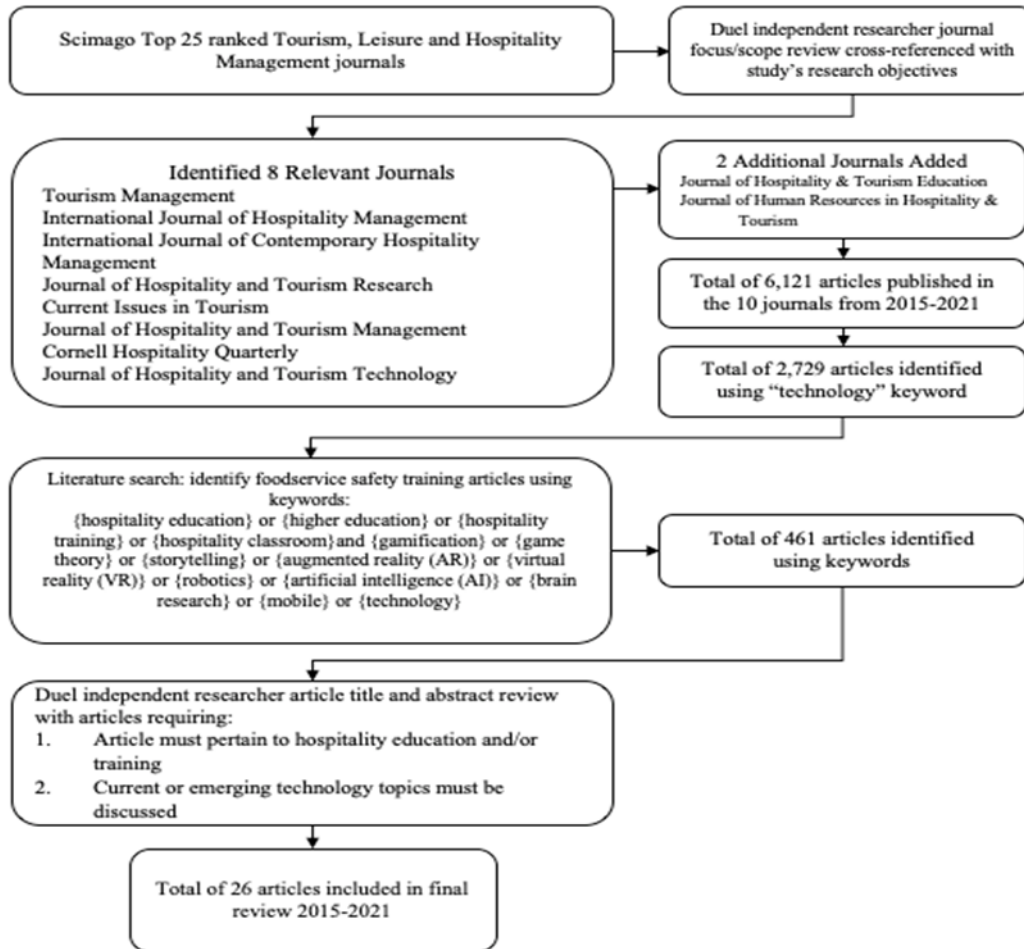 Scimago Top 25 ranked Tourism, Leisure and Hospitality
Management journals
Duel independent researcher journal
focus/scope review cross-referenced with
study's research objectives
Identified 8 Relevant Journals
Tourism Management
International Journal of Hospitality Management
International Journal of Contemporary Hospitality
Management
Journal of Hospitality and Tourism Research
Current Issues in Tourism
Journal of Hospitality and Tourism Management
Cornell Hospitality Quarterly
Journal of Hospitality and Tourism Technology
2 Additional Journals Added
Journal of Hospitality & Tourism Education
Journal of Human Resources in Hospitality &
Tourism
Total of 6,121 articles published in
the 10 journals from 2015-2021
Total of 2,729 articles identified
using “technology” keyword
Literature search: identify foodservice safety training articles using
keywords:
{hospitality education} or {higher education} or {hospitality
training} or {hospitality classroom}and {gamification} or {game
theory} or {storytelling} or {augmented reality (AR)} or {virtual
reality (VR)} or {robotics} or {artificial intelligence (AI)} or {brain
research} or {mobile} or {technology}
Total of 461 articles identified
using keywords
Duel independent researcher article title and abstract review
with articles requiring:
1. Article must pertain to hospitality education and/or
training
2. Current or emerging technology topics must be
discussed
Total of 26 articles included in final
review 2015-2021